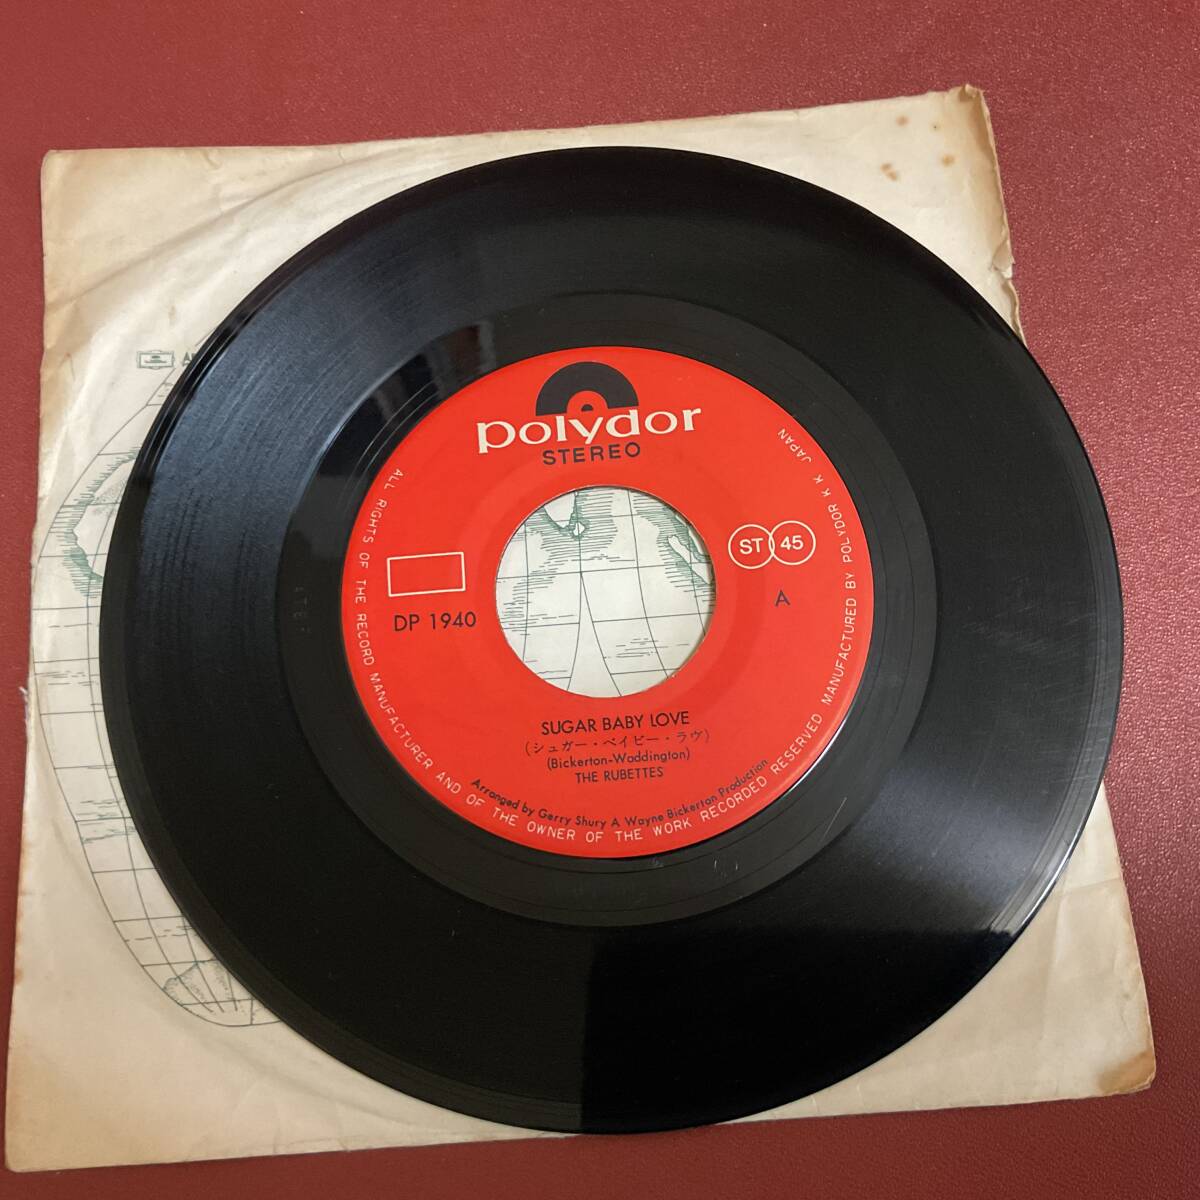 polydor
STEREO
ST 45
A
DP 1940
SUGAR BABY LOVE
(シュガー・ベイビー・ラヴ)
(Bickerton-Waddington)
THE RUBETTES
Arranged by Gerry Shury A Wayne Bickerton Production
ALL RIGHTS OF THE RECORD MANUFACTURER AND OF THE OWNER OF THE WORK RECORDED RESERVED MANUFACTURED BY POLYDOR K.K. JAPAN